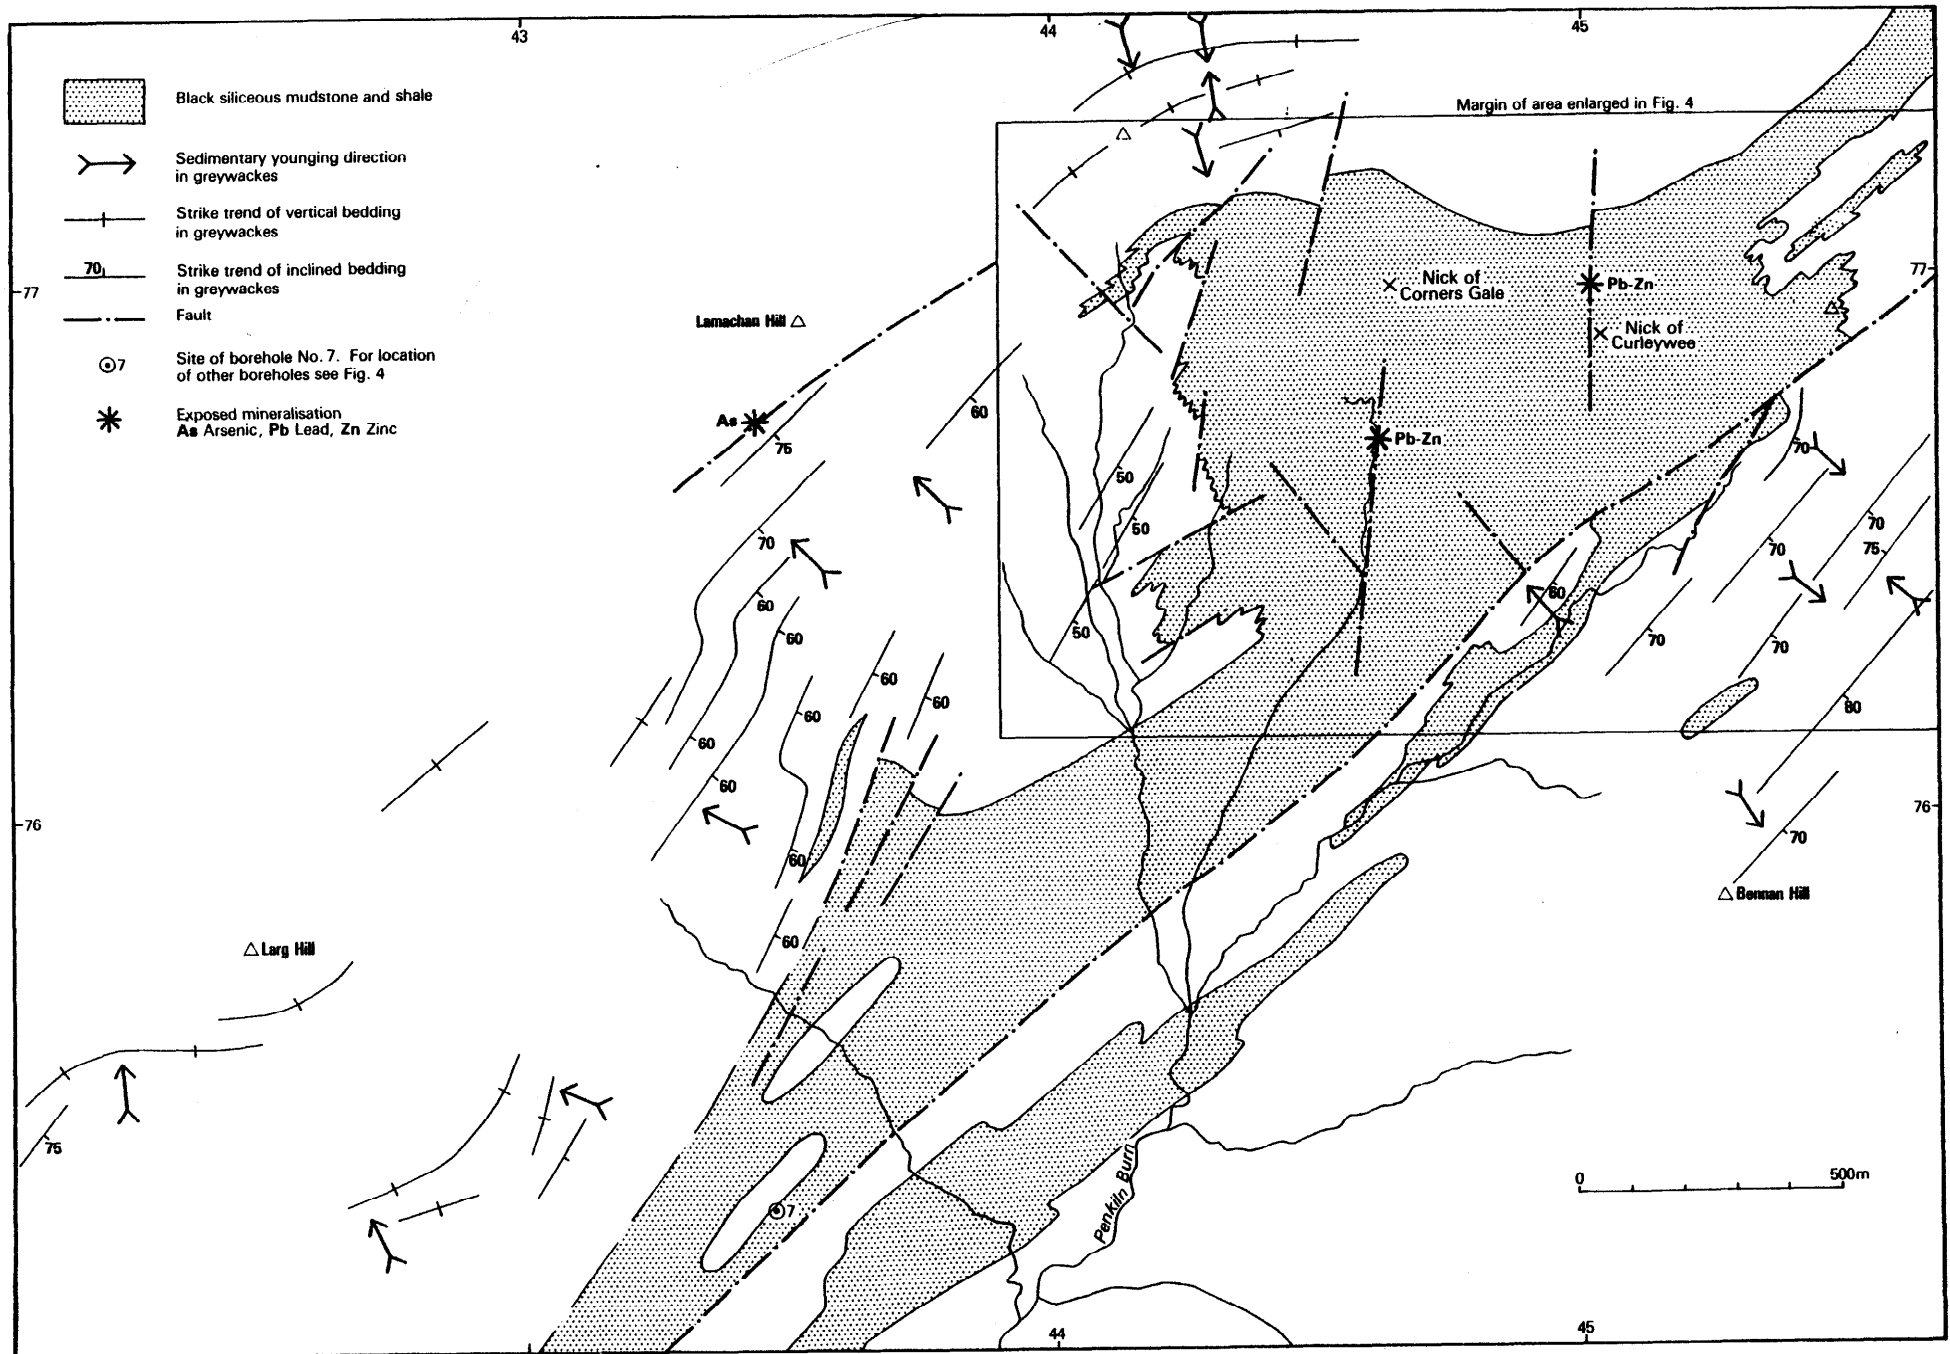 43
44
45
Black siliceous mudstone and shale
Margin of area enlarged in Fig. 4
Sedimentary younging direction
in greywackes
Strike trend of vertical bedding
in greywackes
70
Strike trend of inclined bedding
in greywackes
Fault
77
77
Nick of
Corners Gale
Pb-Zn
Lamachan Hill
Nick of
Curleywee
7
Site of borehole No. 7. For location
of other boreholes see Fig. 4
Exposed mineralisation
As Arsenic, Pb Lead, Zn Zinc
As
75
60
Pb-Zn
70
50
50
70
70
75
70
60
60
60
50
70
70
60
60
60
60
80
60
60
76
76
70
60
Bennan Hill
60
Larg Hill
75
Penkiln Burn
0
500m
7
44
45